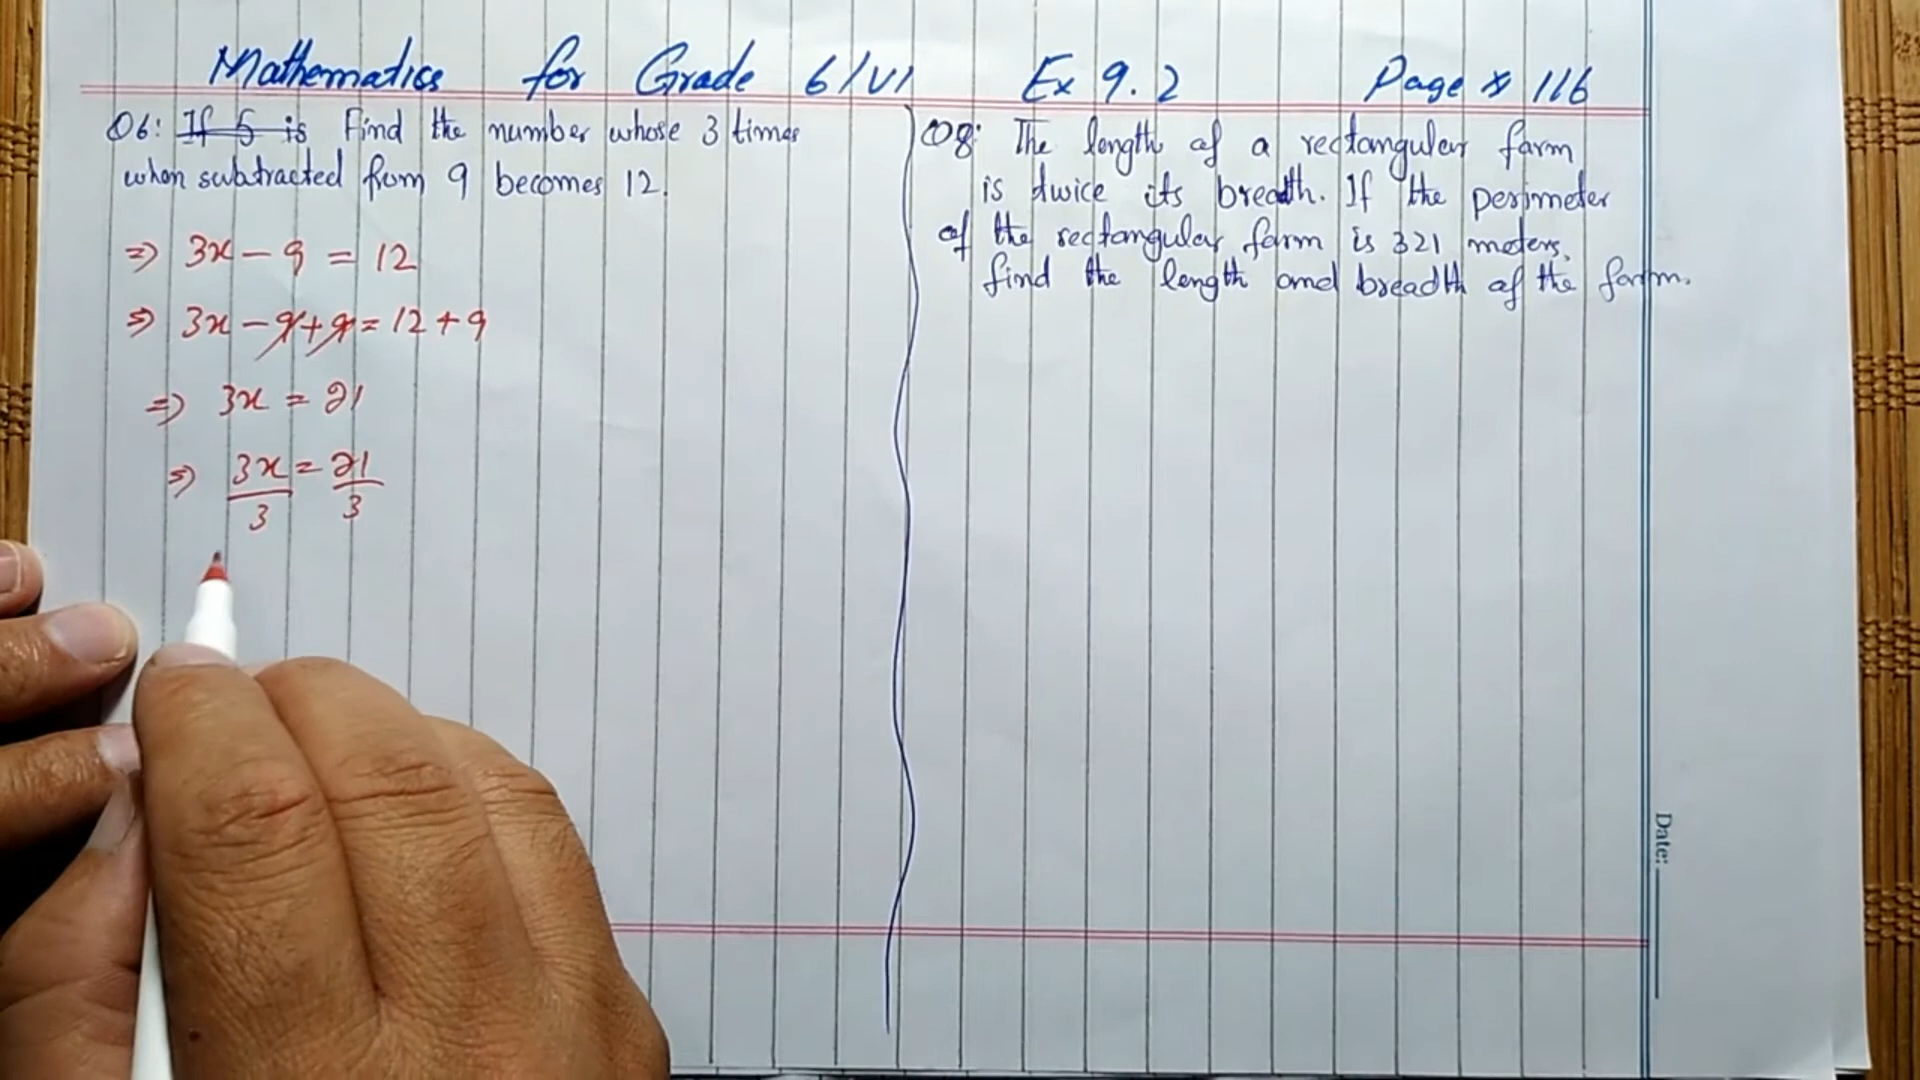 Mathematics for Grade 6/VI Ex 9.2 Page # 116
Q6: If 5 is Find the number whose 3 times
when subtracted from 9 becomes 12.
⇒ 3x - 9 = 12
⇒ 3x - 9 + 9 = 12 + 9
⇒ 3x = 21
⇒ 3x/3 = 21/3
Q8: The length of a rectangular farm
is twice its breadth. If the perimeter
of the rectangular farm is 321 meters,
find the length and breadth of the farm.
Date: